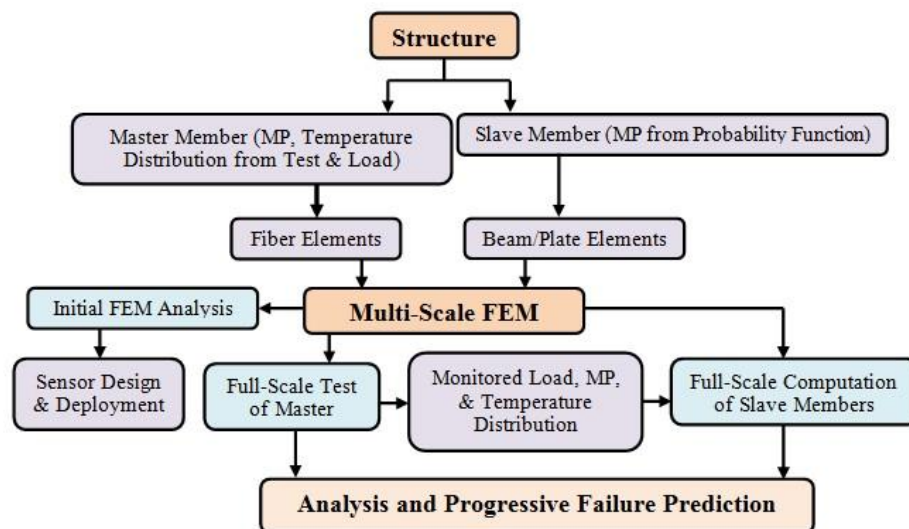 Structure
Master Member (MP, Temperature
Distribution from Test & Load)
Slave Member (MP from Probability Function)
Fiber Elements
Beam/Plate Elements
Initial FEM Analysis
Multi-Scale FEM
Sensor Design
& Deployment
Full-Scale Test
of Master
Monitored Load, MP,
& Temperature
Distribution
Full-Scale Computation
of Slave Members
Analysis and Progressive Failure Prediction